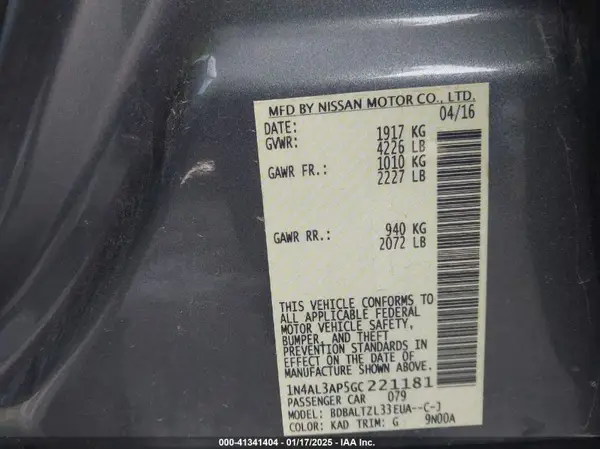 MFD BY NISSAN MOTOR CO., LTD.
DATE: 04/16
GVWR: 1917 KG
4226 LB
GAWR FR.: 1010 KG
2227 LB
GAWR RR.: 940 KG
2072 LB
THIS VEHICLE CONFORMS TO
ALL APPLICABLE FEDERAL
MOTOR VEHICLE SAFETY,
BUMPER, AND THEFT
PREVENTION STANDARDS IN
EFFECT ON THE DATE OF
MANUFACTURE SHOWN ABOVE.
1N4AL3AP5GC221181
PASSENGER CAR 079
MODEL: BDBALTZL33EUA--C-J
COLOR: KAD TRIM: G 9N00A
000-41341404 - 01/17/2025 - IAA Inc.